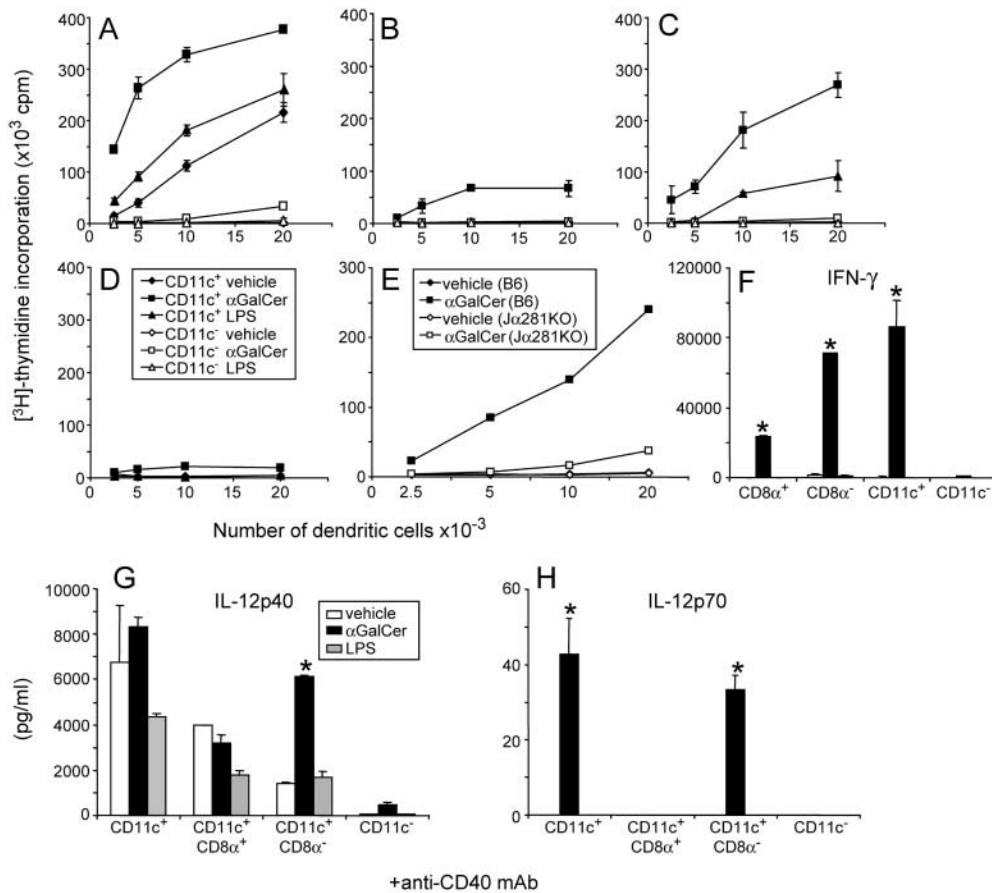 A
B
C
[³H]-thymidine incorporation (x10³ cpm)
400
300
200
100
0
0 5 10 20
400
300
200
100
0
0 5 10 20
400
300
200
100
0
0 5 10 20
D
CD11c⁺ vehicle
CD11c⁺ αGalCer
CD11c⁺ LPS
CD11c⁻ vehicle
CD11c⁻ αGalCer
CD11c⁻ LPS
400
300
200
100
0
0 5 10 20
E
vehicle (B6)
αGalCer (B6)
vehicle (Jα281KO)
αGalCer (Jα281KO)
300
200
100
0
2.5 5 10 20
Number of dendritic cells x10⁻³
F
IFN-γ
120000
80000
40000
0
* * *
CD8α⁺ CD8α⁻ CD11c⁺ CD11c⁻
G
IL-12p40
vehicle
αGalCer
LPS
(pg/ml)
10000
8000
6000
4000
2000
0
*
CD11c⁺ CD11c⁺ CD11c⁺ CD11c⁻
CD8α⁺ CD8α⁻
H
IL-12p70
60
40
20
0
* *
CD11c⁺ CD11c⁺ CD11c⁺ CD11c⁻
CD8α⁺ CD8α⁻
+anti-CD40 mAb